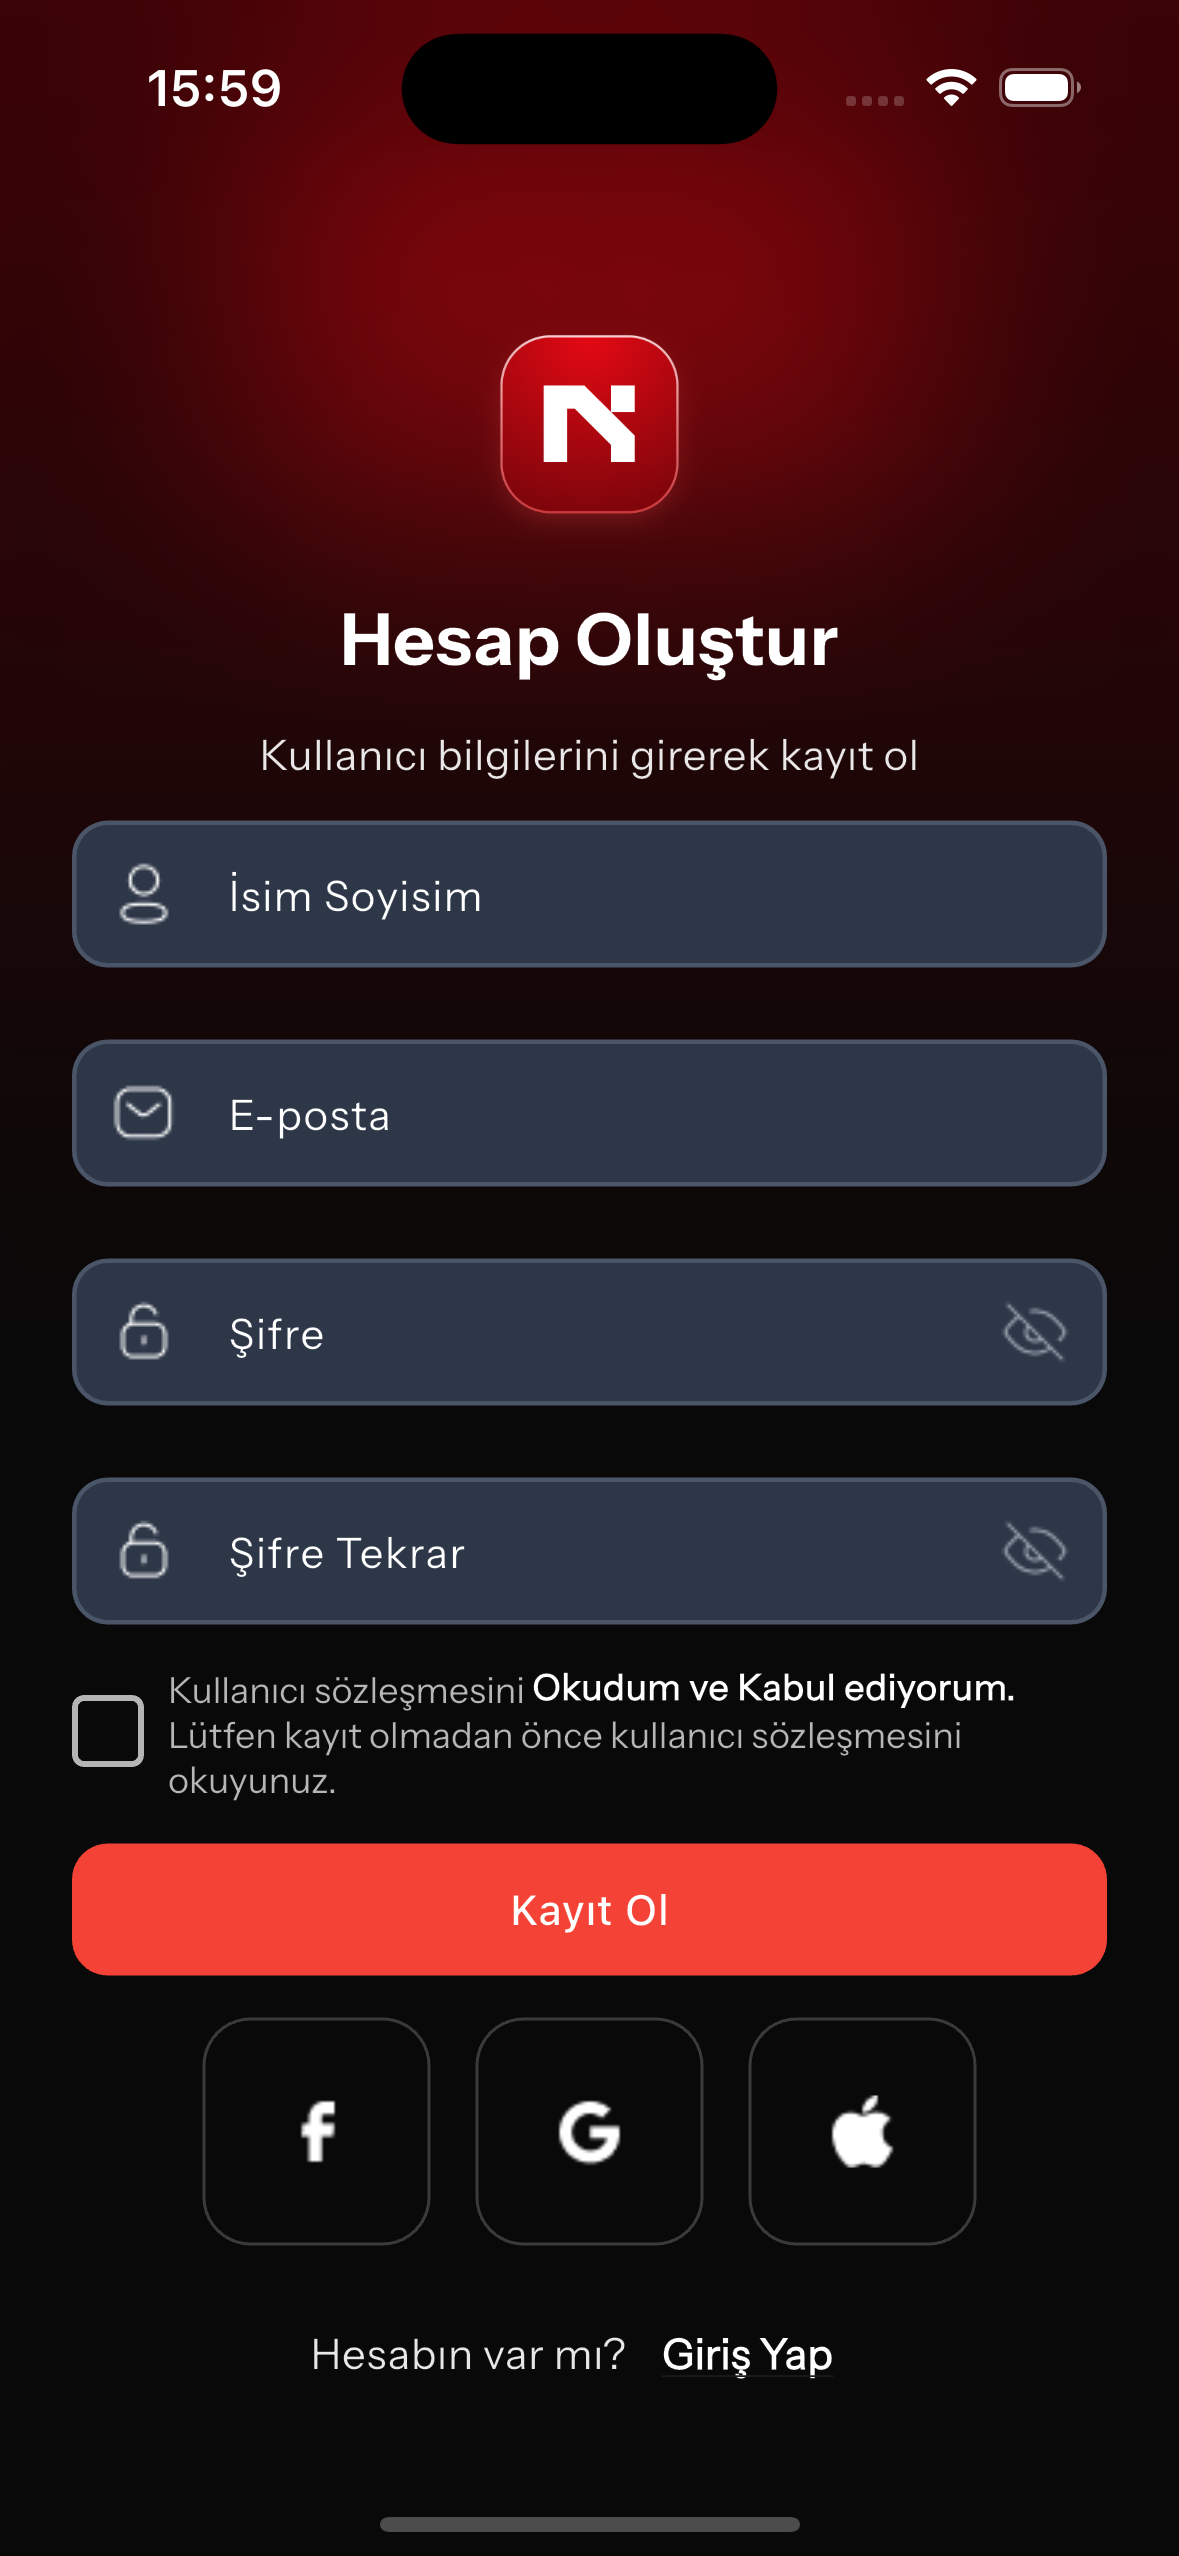 15:59
Hesap Oluştur
Kullanıcı bilgilerini girerek kayıt ol
İsim Soyisim
E-posta
Şifre
Şifre Tekrar
Kullanıcı sözleşmesini Okudum ve Kabul ediyorum.
Lütfen kayıt olmadan önce kullanıcı sözleşmesini
okuyunuz.
Kayıt Ol
Hesabın var mı? Giriş Yap